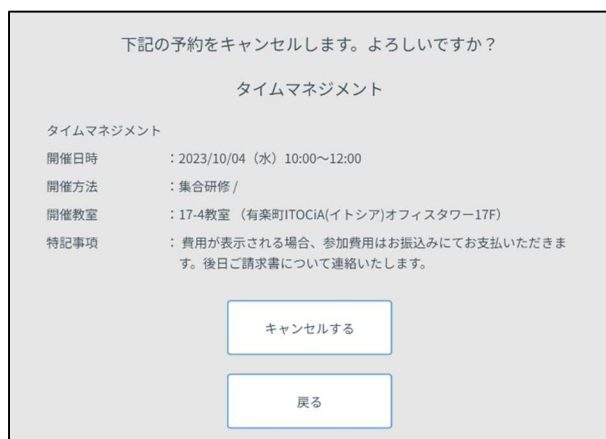 下記の予約をキャンセルします。よろしいですか？
タイムマネジメント
タイムマネジメント
開催日時 ：2023/10/04（水）10:00～12:00
開催方法 ：集合研修 /
開催教室 ：17-4教室 （有楽町ITOCiA(イトシア)オフィスタワー17F）
特記事項 ： 費用が表示される場合、参加費用はお振込みにてお支払いただきま
す。後日ご請求書について連絡いたします。
キャンセルする
戻る